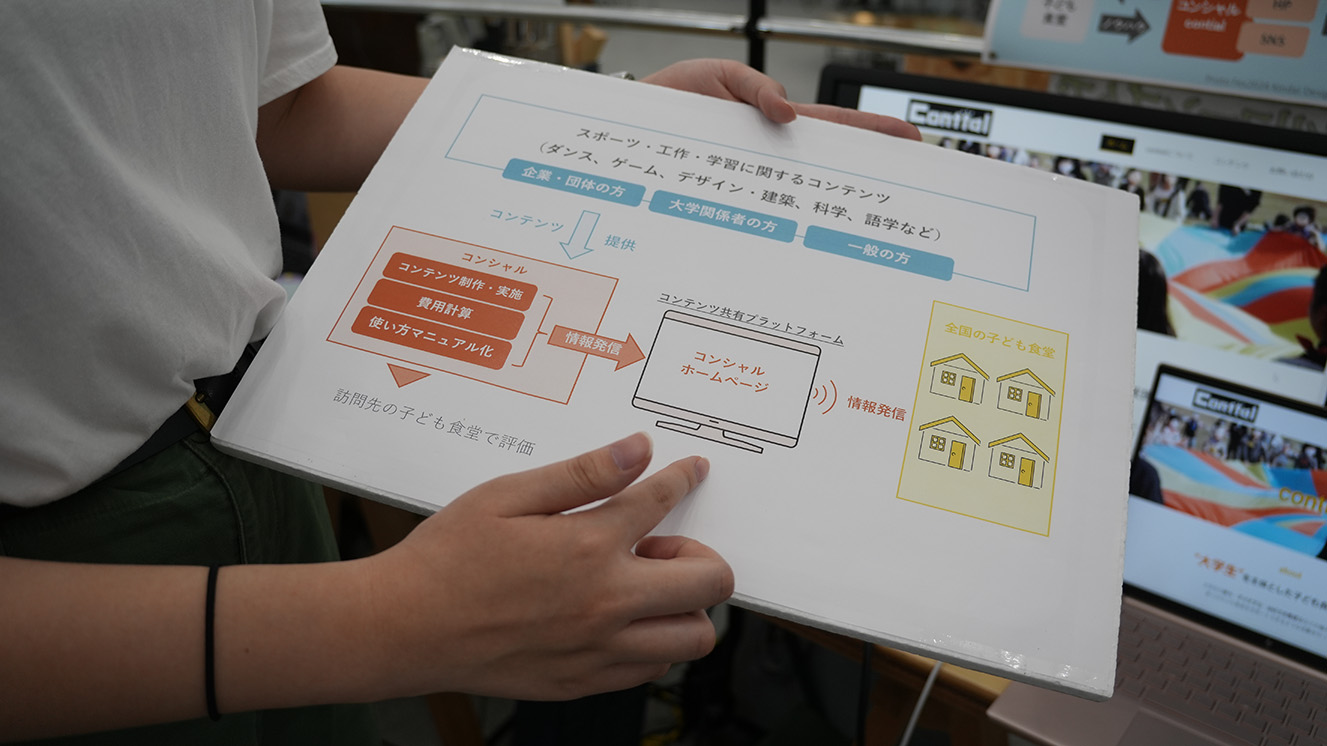 スポーツ・工作・学習に関するコンテンツ
（ダンス、ゲーム、デザイン・建築、科学、語学など）
企業・団体の方
大学関係者の方
一般の方
コンテンツ
提供
コンシャル
コンテンツ制作・実施
費用計算
使い方マニュアル化
情報発信
訪問先の子ども食堂で評価
コンテンツ共有プラットフォーム
コンシャル
ホームページ
情報発信
全国の子ども食堂
子ども
食堂
コンシャル
contial
HP
SNS
Contial
Contial
about
"大学生"